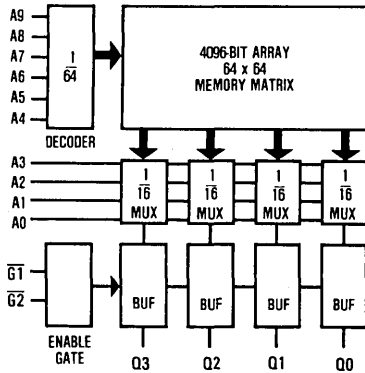 A9
A8
A7
A6
A5
A4
1
64
DECODER
4096-BIT ARRAY
64 x 64
MEMORY MATRIX
A3
A2
A1
A0
1
16
MUX
1
16
MUX
1
16
MUX
1
16
MUX
G1
G2
ENABLE
GATE
BUF
BUF
BUF
BUF
Q3
Q2
Q1
Q0